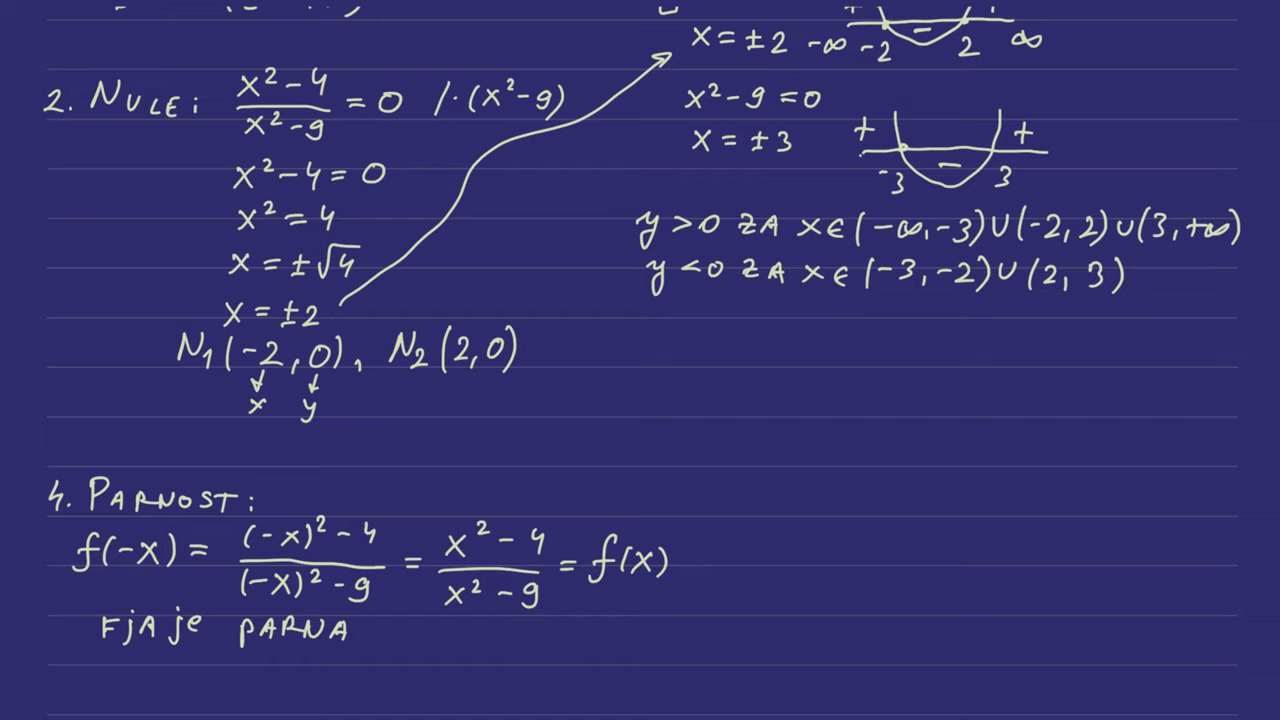 2. NULE: x² - 4 / x² - 9 = 0 /·(x² - 9)
x² - 4 = 0
x² = 4
x = ±√4
x = ±2
N₁(-2, 0), N₂(2, 0)
x y
x = ±2 -∞ -2 - 2 ∞
x² - 9 = 0
x = ±3 + - +
-3 3
y > 0 ZA x ∈ (-∞, -3) ∪ (-2, 2) ∪ (3, +∞)
y < 0 ZA x ∈ (-3, -2) ∪ (2, 3)
4. PARNOST:
f(-x) = (-x)² - 4 / (-x)² - 9 = x² - 4 / x² - 9 = f(x)
FjA je PARNA